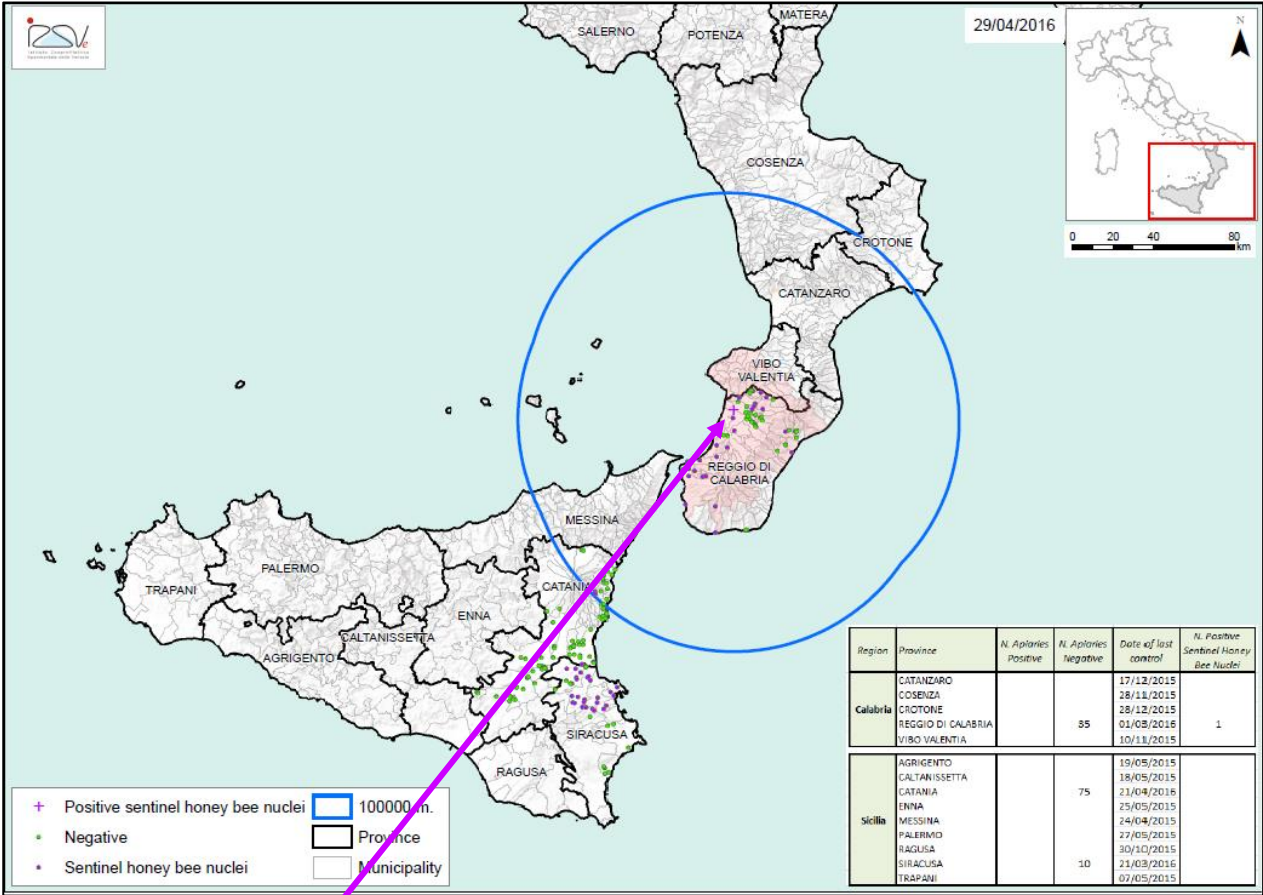 29/04/2016
N
MATERA
SALERNO
POTENZA
COSENZA
CROTONE
CATANZARO
VIBO
VALENTIA
REGGIO DI
CALABRIA
MESSINA
PALERMO
TRAPANI
CATANIA
ENNA
CALTANISSETTA
AGRIGENTO
SIRACUSA
RAGUSA
0 20 40 80
km
Positive sentinel honey bee nuclei
Negative
Sentinel honey bee nuclei
100000 m.
Province
Municipality
Region Province N. Apiaries Positive N. Apiaries Negative Date of last control N. Positive Sentinel Honey Bee Nuclei
Calabria
CATANZARO 17/12/2015
COSENZA 28/11/2015
CROTONE 28/12/2015
REGGIO DI CALABRIA 35 01/03/2016 1
VIBO VALENTIA 10/11/2015
Sicilia
AGRIGENTO 19/05/2015
CALTANISSETTA 18/05/2015
CATANIA 75 21/04/2016
ENNA 25/05/2015
MESSINA 24/04/2015
PALERMO 27/05/2015
RAGUSA 30/10/2015
SIRACUSA 10 21/03/2016
TRAPANI 07/05/2015